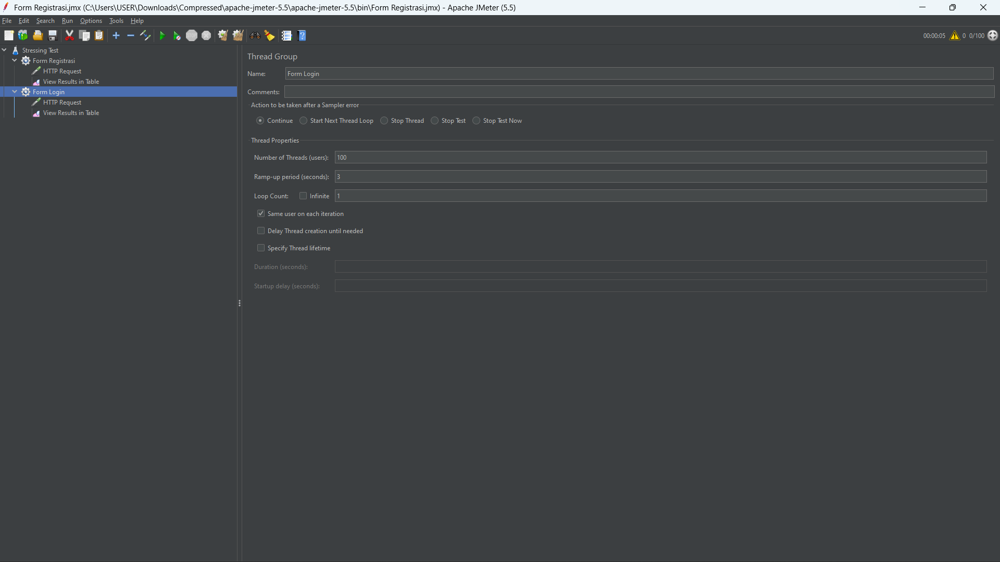 Form Registrasi.jmx (C:\Users\USER\Downloads\Compressed\apache-jmeter-5.5\apache-jmeter-5.5\bin\Form Registrasi.jmx) - Apache JMeter (5.5)
File Edit Search Run Options Tools Help
00:00:05 0 0/100
Stressing Test
Form Registrasi
HTTP Request
View Results in Table
Form Login
HTTP Request
View Results in Table
Thread Group
Name: Form Login
Comments:
Action to be taken after a Sampler error
Continue Start Next Thread Loop Stop Thread Stop Test Stop Test Now
Thread Properties
Number of Threads (users): 100
Ramp-up period (seconds): 3
Loop Count: Infinite 1
Same user on each iteration
Delay Thread creation until needed
Specify Thread lifetime
Duration (seconds):
Startup delay (seconds):